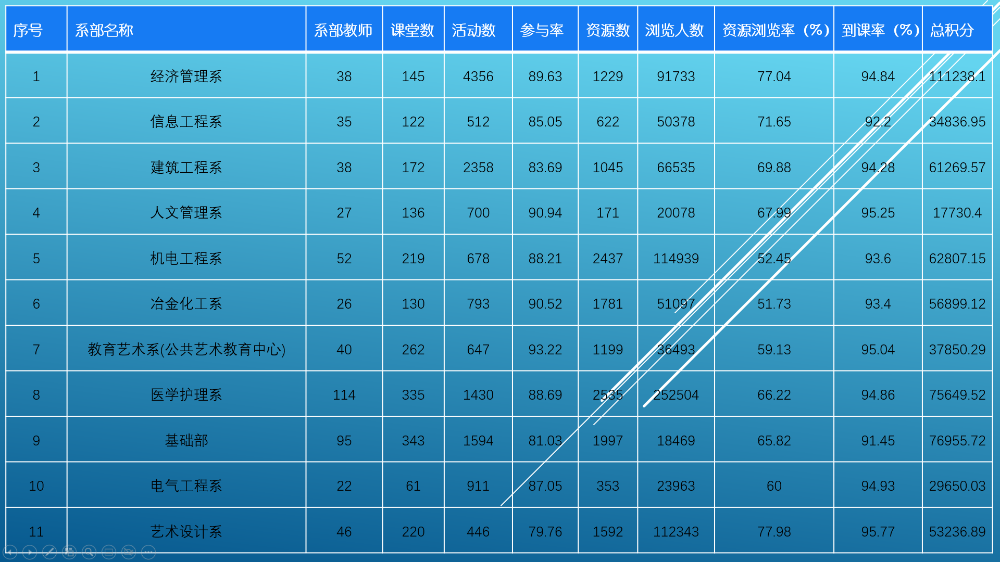 序号 系部名称 系部教师 课堂数 活动数 参与率 资源数 浏览人数 资源浏览率（%） 到课率（%） 总积分
1 经济管理系 38 145 4356 89.63 1229 91733 77.04 94.84 111238.1
2 信息工程系 35 122 512 85.05 622 50378 71.65 92.2 34836.95
3 建筑工程系 38 172 2358 83.69 1045 66535 69.88 94.28 61269.57
4 人文管理系 27 136 700 90.94 171 20078 67.99 95.25 17730.4
5 机电工程系 52 219 678 88.21 2437 114939 52.45 93.6 62807.15
6 冶金化工系 26 130 793 90.52 1781 51097 51.73 93.4 56899.12
7 教育艺术系(公共艺术教育中心) 40 262 647 93.22 1199 36493 59.13 95.04 37850.29
8 医学护理系 114 335 1430 88.69 2535 252504 66.22 94.86 75649.52
9 基础部 95 343 1594 81.03 1997 18469 65.82 91.45 76955.72
10 电气工程系 22 61 911 87.05 353 23963 60 94.93 29650.03
11 艺术设计系 46 220 446 79.76 1592 112343 77.98 95.77 53236.89